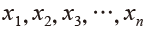 x₁, x₂, x₃, ⋯, xₙ